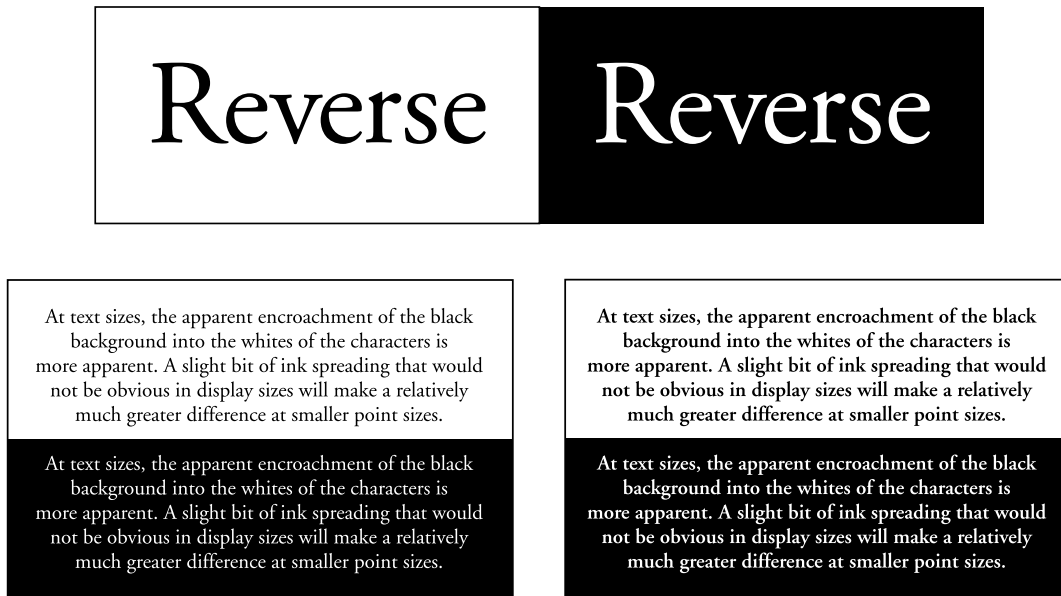 Reverse
Reverse
At text sizes, the apparent encroachment of the black
background into the whites of the characters is
more apparent. A slight bit of ink spreading that would
not be obvious in display sizes will make a relatively
much greater difference at smaller point sizes.
At text sizes, the apparent encroachment of the black
background into the whites of the characters is
more apparent. A slight bit of ink spreading that would
not be obvious in display sizes will make a relatively
much greater difference at smaller point sizes.
At text sizes, the apparent encroachment of the black
background into the whites of the characters is
more apparent. A slight bit of ink spreading that would
not be obvious in display sizes will make a relatively
much greater difference at smaller point sizes.
At text sizes, the apparent encroachment of the black
background into the whites of the characters is
more apparent. A slight bit of ink spreading that would
not be obvious in display sizes will make a relatively
much greater difference at smaller point sizes.